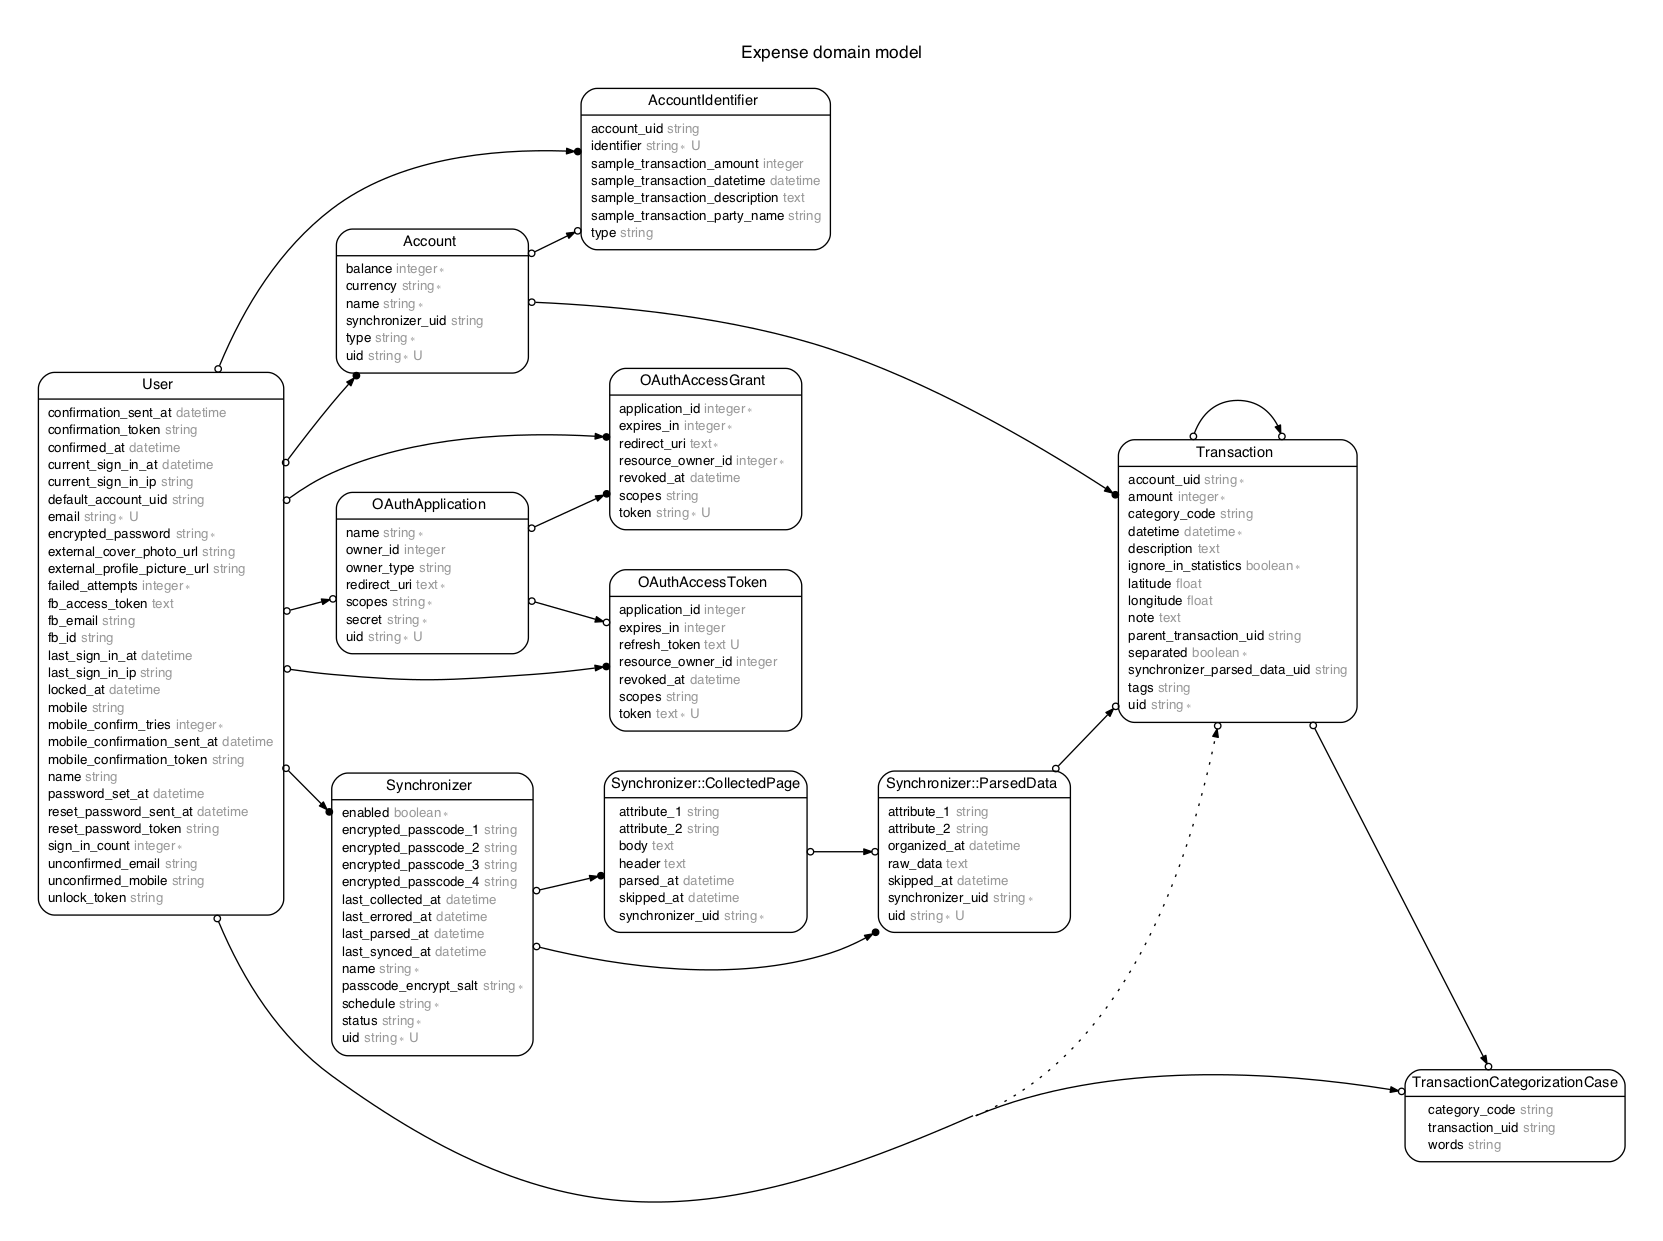 Expense domain model
AccountIdentifier
account_uid string
identifier string* U
sample_transaction_amount integer
sample_transaction_datetime datetime
sample_transaction_description text
sample_transaction_party_name string
type string
Account
balance integer*
currency string*
name string*
synchronizer_uid string
type string*
uid string* U
User
confirmation_sent_at datetime
confirmation_token string
confirmed_at datetime
current_sign_in_at datetime
current_sign_in_ip string
default_account_uid string
email string* U
encrypted_password string*
external_cover_photo_url string
external_profile_picture_url string
failed_attempts integer*
fb_access_token text
fb_email string
fb_id string
last_sign_in_at datetime
last_sign_in_ip string
locked_at datetime
mobile string
mobile_confirm_tries integer*
mobile_confirmation_sent_at datetime
mobile_confirmation_token string
name string
password_set_at datetime
reset_password_sent_at datetime
reset_password_token string
sign_in_count integer*
unconfirmed_email string
unconfirmed_mobile string
unlock_token string
OAuthAccessGrant
application_id integer*
expires_in integer*
redirect_uri text*
resource_owner_id integer*
revoked_at datetime
scopes string
token string* U
OAuthApplication
name string*
owner_id integer
owner_type string
redirect_uri text*
scopes string*
secret string*
uid string* U
OAuthAccessToken
application_id integer
expires_in integer
refresh_token text U
resource_owner_id integer
revoked_at datetime
scopes string
token text* U
Transaction
account_uid string*
amount integer*
category_code string
datetime datetime*
description text
ignore_in_statistics boolean*
latitude float
longitude float
note text
parent_transaction_uid string
separated boolean*
synchronizer_parsed_data_uid string
tags string
uid string*
Synchronizer
enabled boolean*
encrypted_passcode_1 string
encrypted_passcode_2 string
encrypted_passcode_3 string
encrypted_passcode_4 string
last_collected_at datetime
last_errored_at datetime
last_parsed_at datetime
last_synced_at datetime
name string*
passcode_encrypt_salt string*
schedule string*
status string*
uid string* U
Synchronizer::CollectedPage
attribute_1 string
attribute_2 string
body text
header text
parsed_at datetime
skipped_at datetime
synchronizer_uid string*
Synchronizer::ParsedData
attribute_1 string
attribute_2 string
organized_at datetime
raw_data text
skipped_at datetime
synchronizer_uid string*
uid string* U
TransactionCategorizationCase
category_code string
transaction_uid string
words string